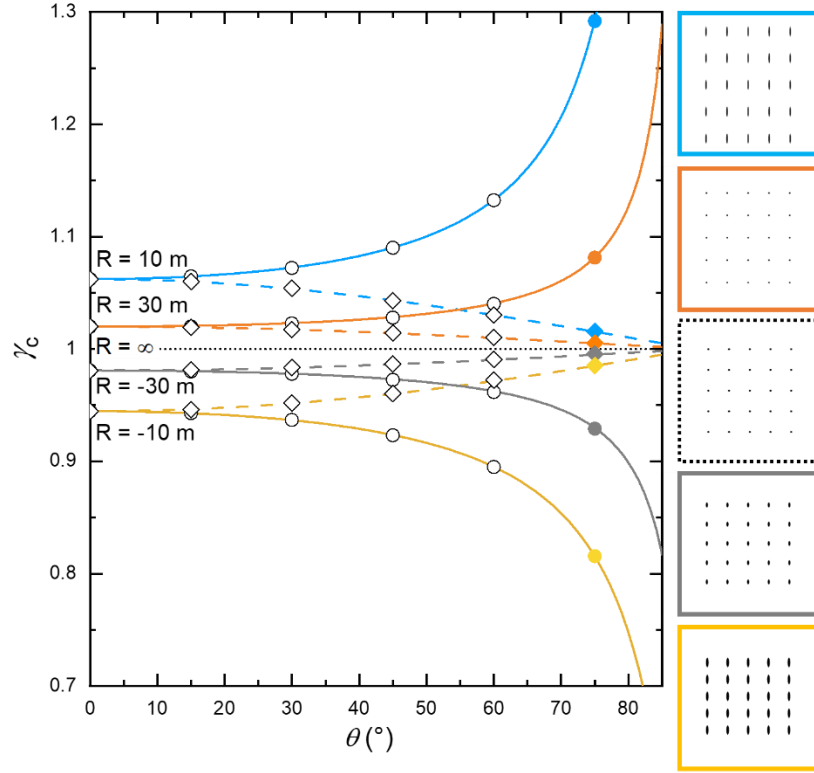 1.3
1.2
1.1
1
0.9
0.8
0.7
γc
R = 10 m
R = 30 m
R = ∞
R = -30 m
R = -10 m
0 10 20 30 40 50 60 70 80
θ (°)